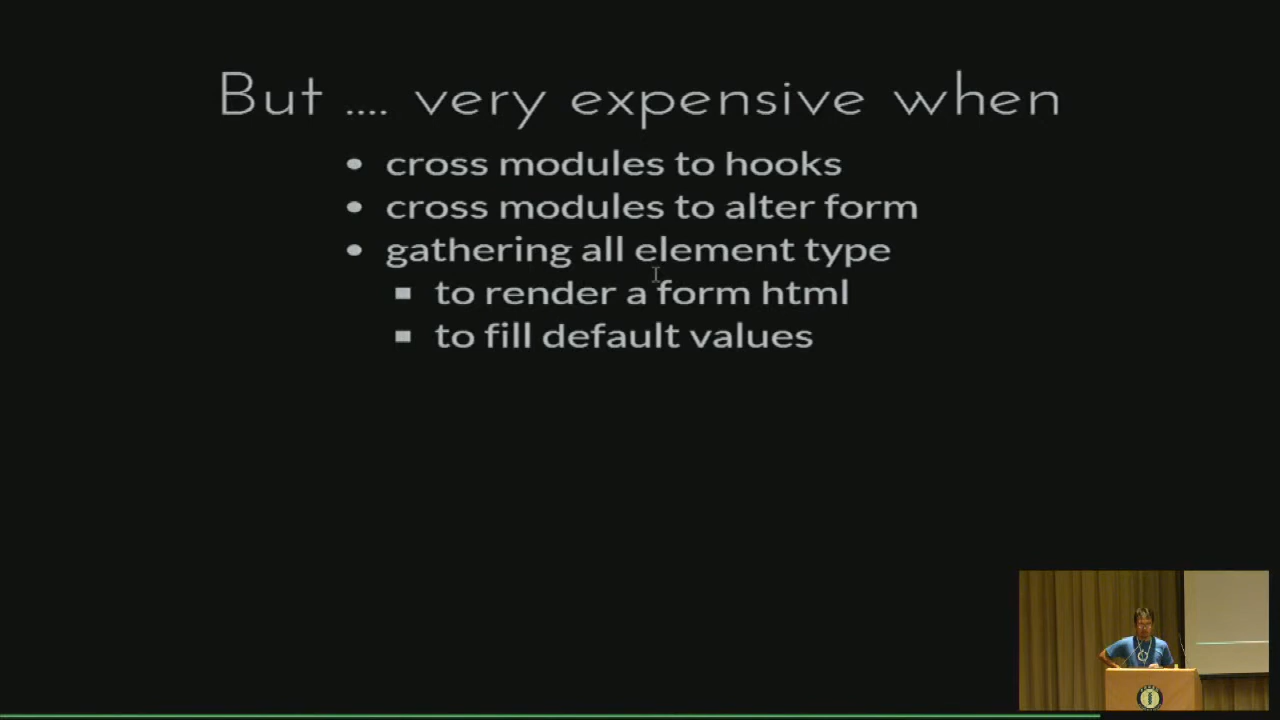 But .... very expensive when
cross modules to hooks
cross modules to alter form
gathering all element type
to render a form html
to fill default values